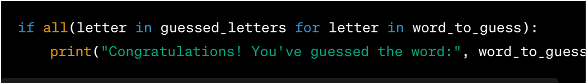 if all(letter in guessed_letters for letter in word_to_guess):
    print("Congratulations! You've guessed the word:", word_to_guess